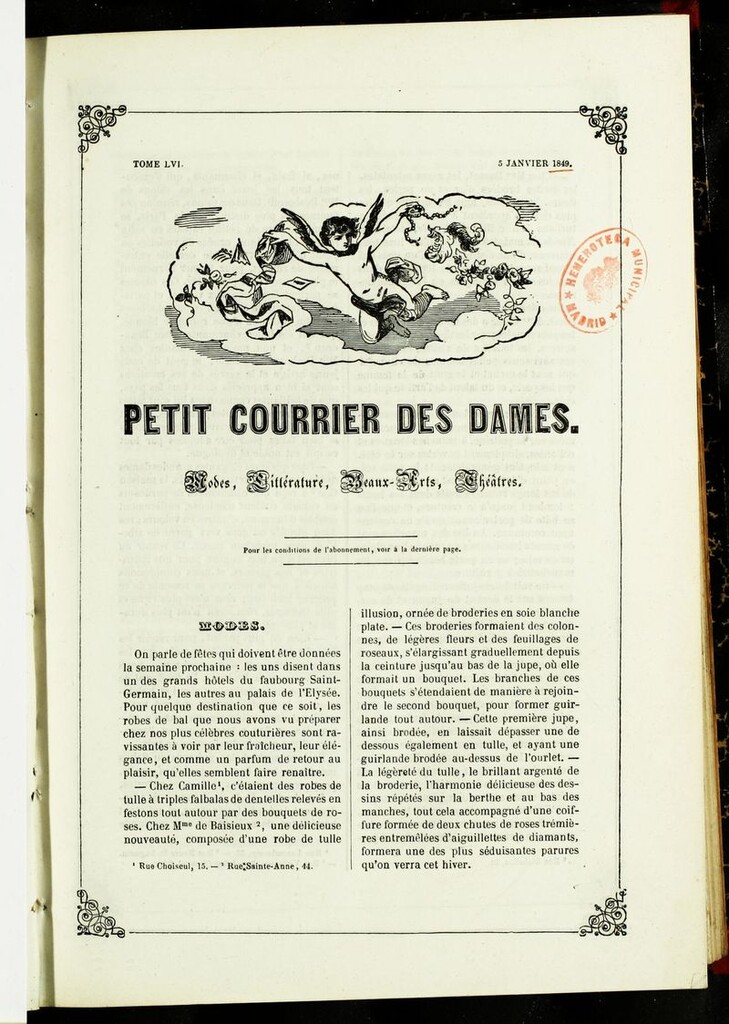 TOME LVI.
5 JANVIER 1849.
HEMEROTECA MUNICIPAL
★ MADRID ★
PETIT COURRIER DES DAMES.
Modes, Littérature, Beaux-Arts, Théâtres.
Pour les conditions de l'abonnement, voir à la dernière page.
MODES.
On parle de fêtes qui doivent être données
la semaine prochaine : les uns disent dans
un des grands hôtels du faubourg Saint-
Germain, les autres au palais de l'Elysée.
Pour quelque destination que ce soit, les
robes de bal que nous avons vu préparer
chez nos plus célèbres couturières sont ra-
vissantes à voir par leur fraîcheur, leur élé-
gance, et comme un parfum de retour au
plaisir, qu'elles semblent faire renaître.
— Chez Camille¹, c'étaient des robes de
tulle à triples falbalas de dentelles relevés en
festons tout autour par des bouquets de ro-
ses. Chez Mme de Baisieux ², une délicieuse
nouveauté, composée d'une robe de tulle
¹ Rue Choiseul, 15. — ² Rue Sainte-Anne, 44.
illusion, ornée de broderies en soie blanche
plate. — Ces broderies formaient des colon-
nes, de légères fleurs et des feuillages de
roseaux, s'élargissant graduellement depuis
la ceinture jusqu'au bas de la jupe, où elle
formait un bouquet. Les branches de ces
bouquets s'étendaient de manière à rejoin-
dre le second bouquet, pour former guir-
lande tout autour. — Cette première jupe,
ainsi brodée, en laissait dépasser une de
dessous également en tulle, et ayant une
guirlande brodée au-dessus de l'ourlet. —
La légèreté du tulle, le brillant argenté de
la broderie, l'harmonie délicieuse des des-
sins répétés sur la berthe et au bas des
manches, tout cela accompagné d'une coif-
fure formée de deux chutes de roses trémiè-
res entremêlées d'aiguillettes de diamants,
formera une des plus séduisantes parures
qu'on verra cet hiver.